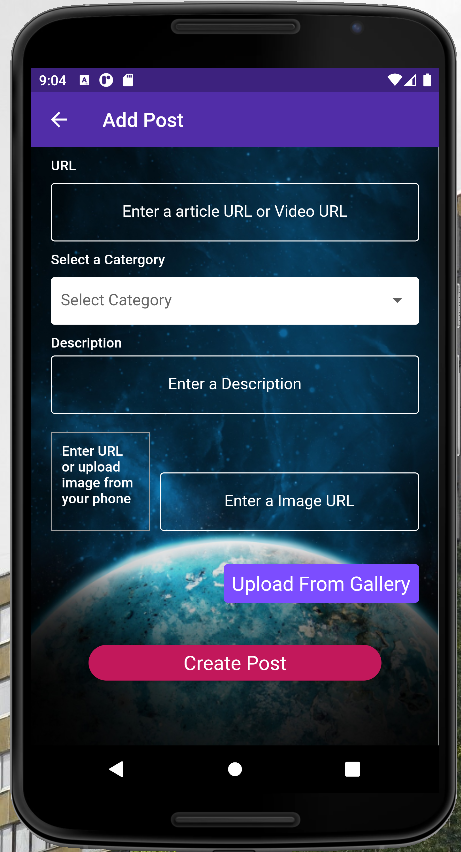 9:04
Add Post
URL
Enter a article URL or Video URL
Select a Catergory
Select Category
Description
Enter a Description
Enter URL
or upload
image from
your phone
Enter a Image URL
Upload From Gallery
Create Post